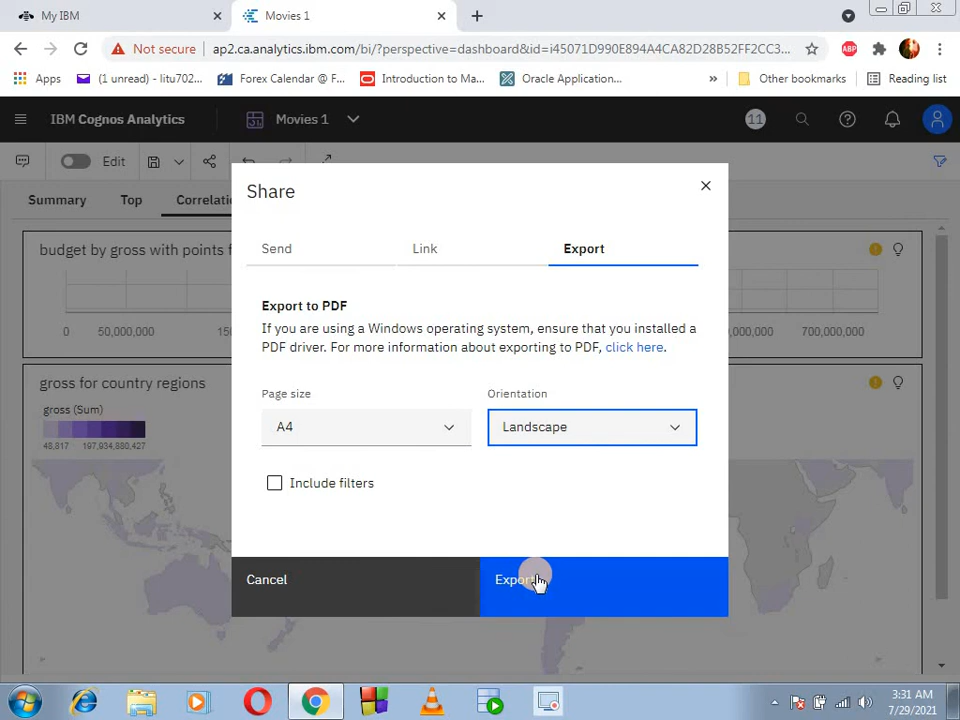 My IBM
Movies 1
Not secure
ap2.ca.analytics.ibm.com/bi/?perspective=dashboard&id=i45071D990E894A4CA82D28B52FF2CC3...
ABP
Apps
(1 unread) - litu702...
Forex Calendar @ F...
Introduction to Ma...
Oracle Application...
»
Other bookmarks
Reading list
IBM Cognos Analytics
Movies 1
11
Edit
Summary
Top
Correlati
budget by gross with points f
0
50,000,000
15
,000,000
700,000,000
gross for country regions
gross (Sum)
48,817
197,934,880,427
Share
Send
Link
Export
Export to PDF
If you are using a Windows operating system, ensure that you installed a
PDF driver. For more information about exporting to PDF, click here.
Page size
Orientation
A4
Landscape
Include filters
Cancel
Export
3:31 AM
7/29/2021